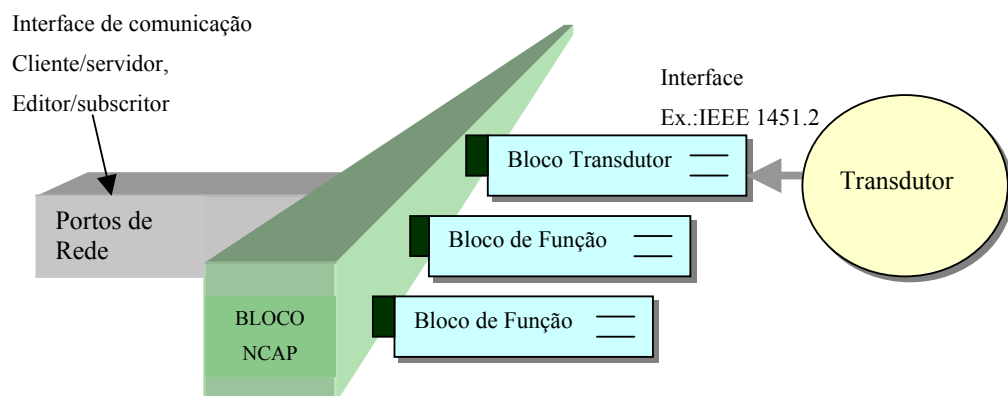 Interface de comunicação
Cliente/servidor,
Editor/subscritor
Interface
Ex.:IEEE 1451.2
Bloco Transdutor
Transdutor
Portos de
Rede
Bloco de Função
Bloco de Função
BLOCO
NCAP